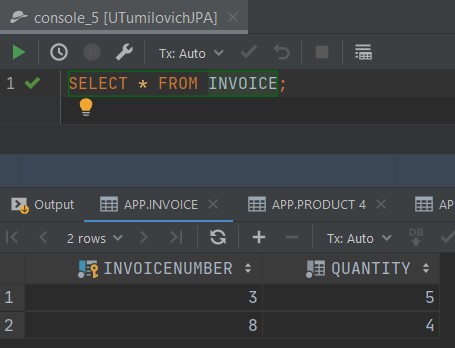 console_5 [UTumilovichJPA]
Tx: Auto
1 SELECT * FROM INVOICE;
Output APP.INVOICE APP.PRODUCT 4 AP
2 rows Tx: Auto DB
INVOICENUMBER QUANTITY
1 3 5
2 8 4